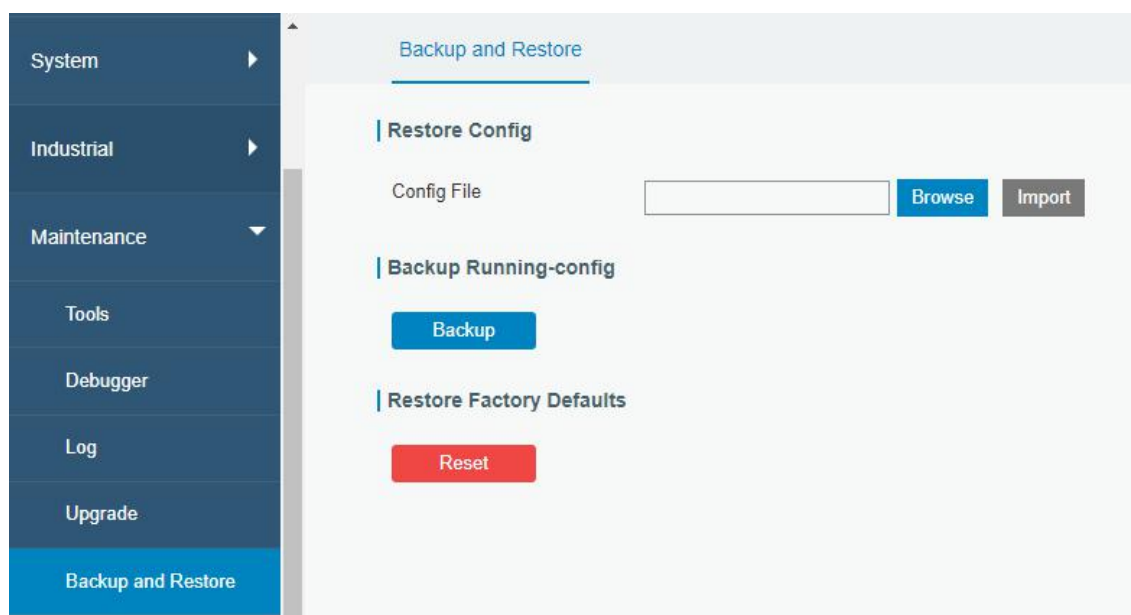 System
Industrial
Maintenance
Tools
Debugger
Log
Upgrade
Backup and Restore
Backup and Restore
Restore Config
Config File
Browse
Import
Backup Running-config
Backup
Restore Factory Defaults
Reset